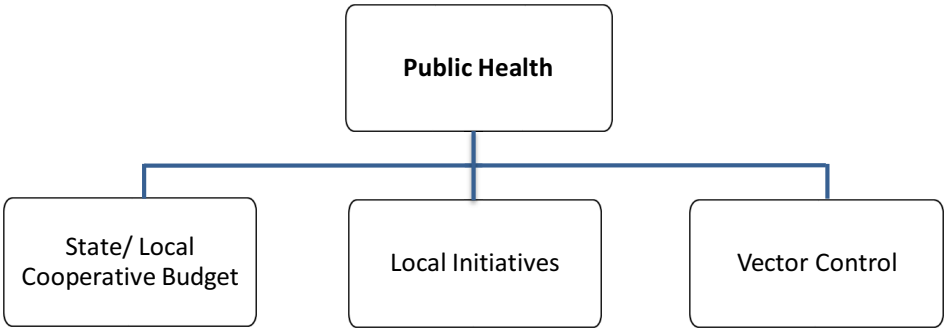 Public Health
State/ Local
Cooperative Budget
Local Initiatives
Vector Control